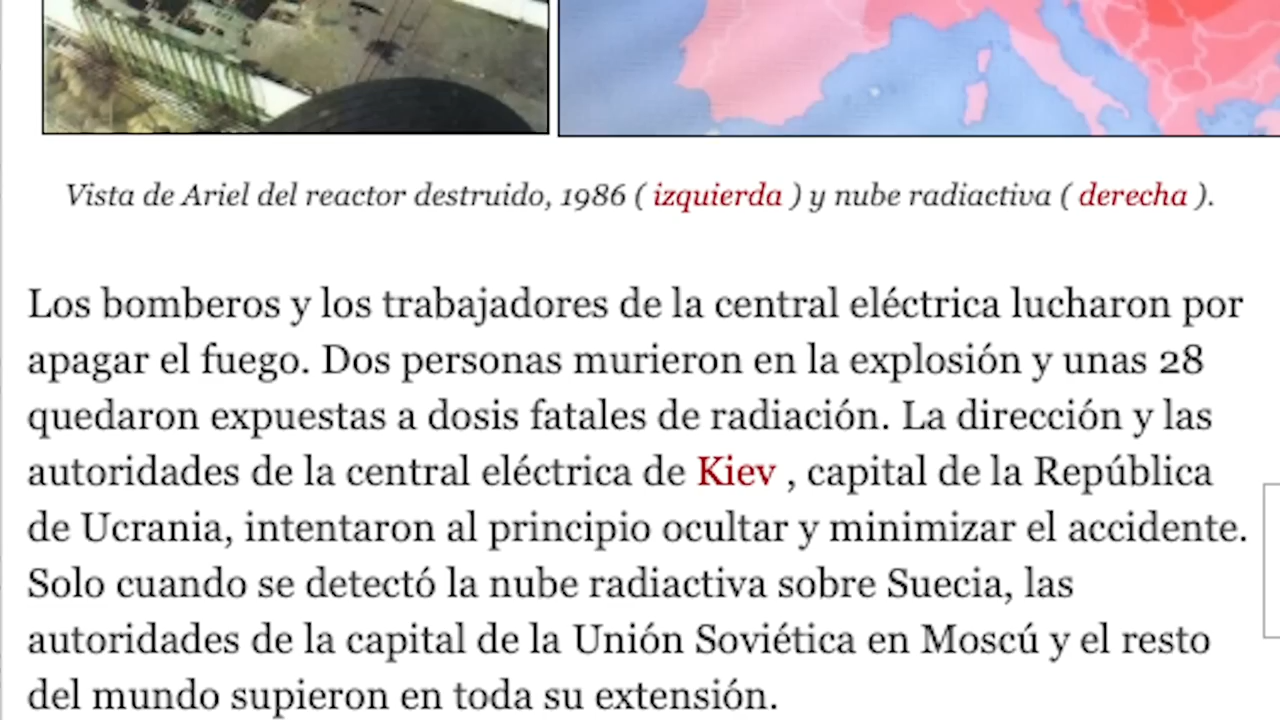 Vista de Ariel del reactor destruido, 1986 ( izquierda ) y nube radiactiva ( derecha ).
Los bomberos y los trabajadores de la central eléctrica lucharon por
apagar el fuego. Dos personas murieron en la explosión y unas 28
quedaron expuestas a dosis fatales de radiación. La dirección y las
autoridades de la central eléctrica de Kiev , capital de la República
de Ucrania, intentaron al principio ocultar y minimizar el accidente.
Solo cuando se detectó la nube radiactiva sobre Suecia, las
autoridades de la capital de la Unión Soviética en Moscú y el resto
del mundo supieron en toda su extensión.